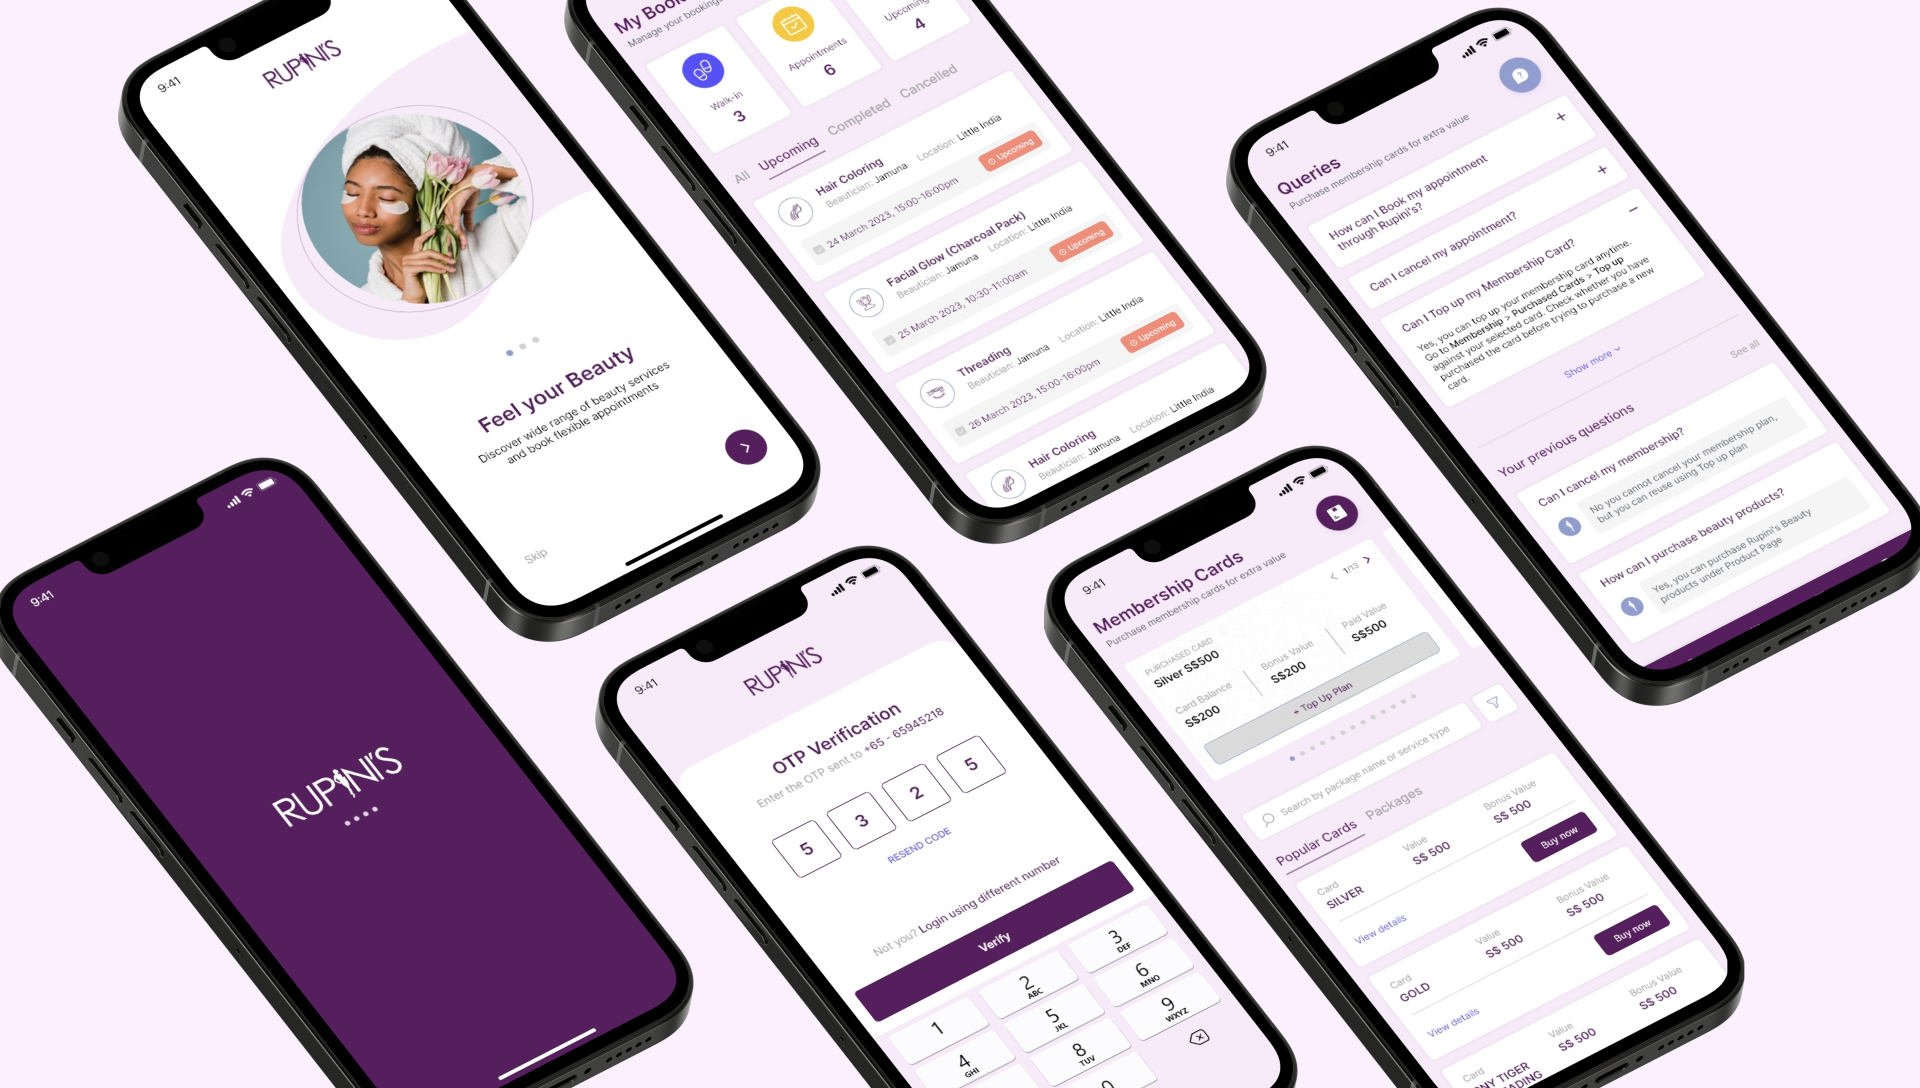 9:41
RUPINI'S
Feel your Beauty
Discover wide range of beauty services
and book flexible appointments
Skip
Manage your bookings
Walk-in
3
Appointments
6
Upcoming
4
All
Upcoming
Completed
Cancelled
Hair Coloring
Beautician: Jamuna
Location: Little India
24 March 2023, 15:00-16:00pm
Upcoming
Facial Glow (Charcoal Pack)
Beautician: Jamuna
Location: Little India
25 March 2023, 10:30-11:00am
Upcoming
Threading
Beautician: Jamuna
Location: Little India
26 March 2023, 15:00-16:00pm
Upcoming
Hair Coloring
Beautician: Jamuna
Location: Little India
9:41
Queries
Purchase membership cards for extra value
How can I Book my appointment
through Rupini's?
Can I cancel my appointment?
Can I Top up my Membership Card?
Yes, you can top up your membership card anytime.
Go to Membership > Purchased Cards > Top up
against your selected card. Check whether you have
purchased the card before trying to purchase a new
card.
Show more
See all
Your previous questions
Can I cancel my membership?
No you cannot cancel your membership plan,
but you can reuse using Top up plan
How can I purchase beauty products?
Yes, you can purchase Rupini's Beauty
products under Product Page
9:41
RUPINI'S
9:41
RUPINI'S
OTP Verification
Enter the OTP sent to +65 - 65945218
5
3
2
5
RESEND CODE
Not you? Login using different number
Verify
1
2
ABC
3
DEF
4
GHI
5
JKL
6
MNO
8
TUV
9
WXYZ
0
9:41
Membership Cards
Purchase membership cards for extra value
1/13
PURCHASED CARD
Silver S$500
Card Balance
S$200
Bonus Value
S$200
Paid Value
S$500
+ Top Up Plan
Search by package name or service type
Popular Cards
Packages
Card
SILVER
Value
S$ 500
Bonus Value
S$ 500
View details
Buy now
Card
GOLD
Value
S$ 500
Bonus Value
S$ 500
View details
Buy now
Card
Value
S$ 500
Bonus Value
S$ 500
TIGER